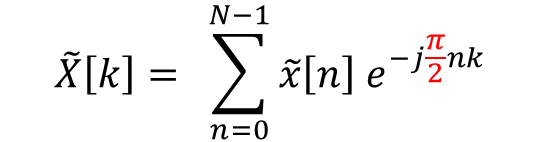 X̃[k] = ∑_{n=0}^{N−1} x̃[n] e^{−j(π/2)nk}